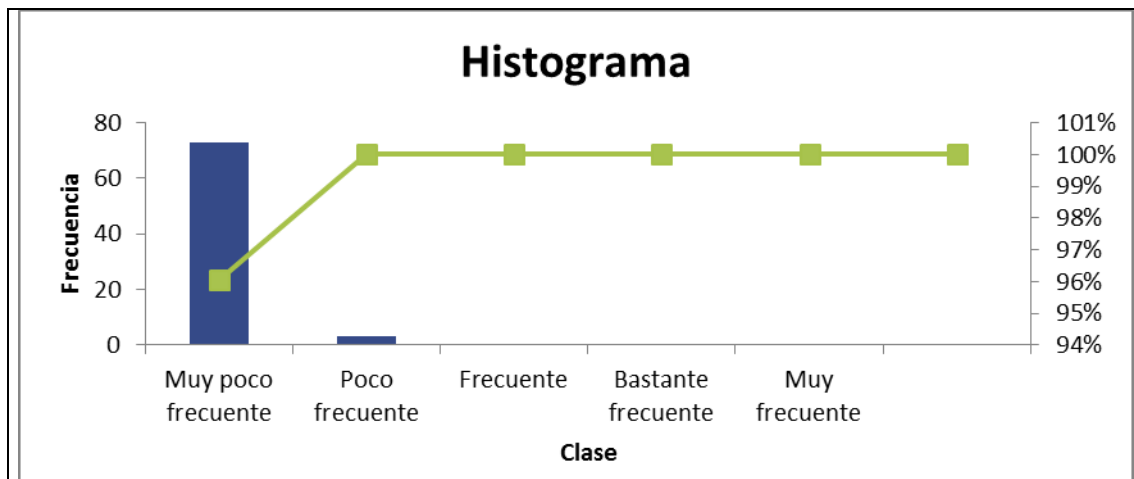 Histograma
80
60
40
20
0
Frecuencia
101%
100%
99%
98%
97%
96%
95%
94%
Muy poco
frecuente
Poco
frecuente
Frecuente
Bastante
frecuente
Muy
frecuente
Clase